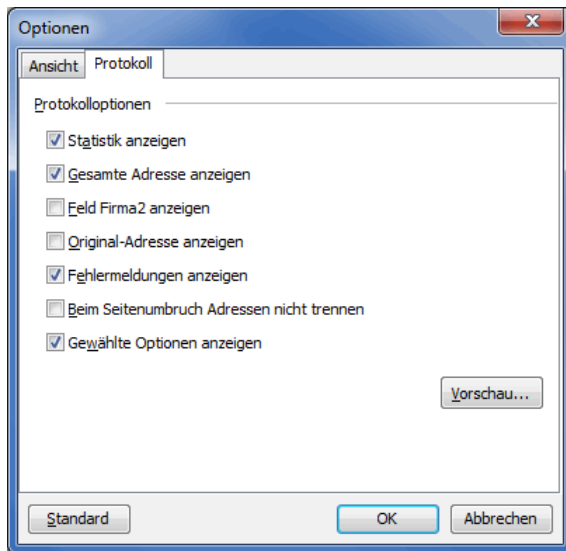 Optionen
Ansicht Protokoll
Protokolloptionen
Statistik anzeigen
Gesamte Adresse anzeigen
Feld Firma2 anzeigen
Original-Adresse anzeigen
Fehlermeldungen anzeigen
Beim Seitenumbruch Adressen nicht trennen
Gewählte Optionen anzeigen
Vorschau...
Standard OK Abbrechen